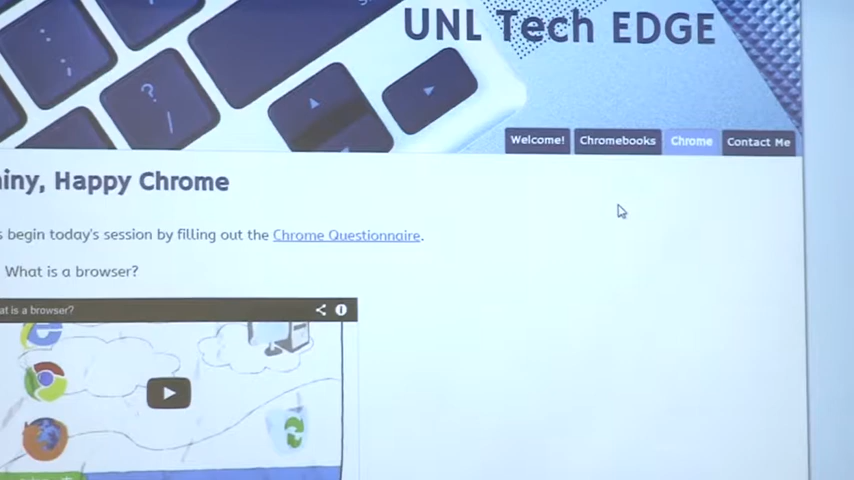 UNL Tech EDGE
Welcome! Chromebooks Chrome Contact Me
iny, Happy Chrome
s begin today's session by filling out the Chrome Questionnaire.
What is a browser?
at is a browser?